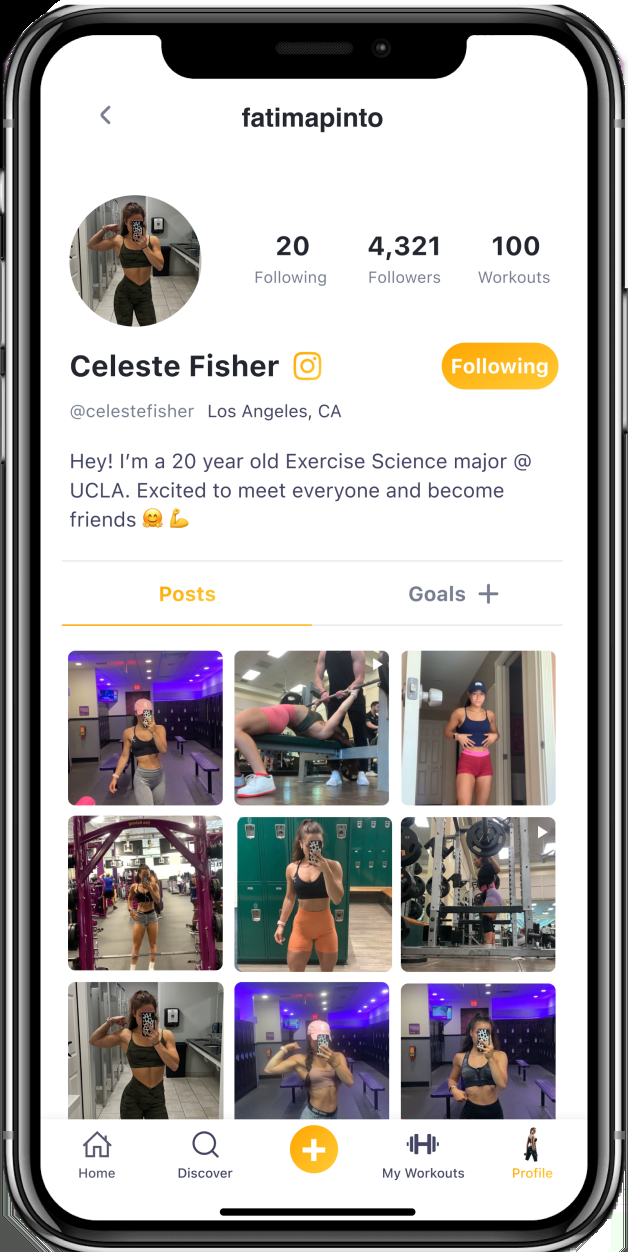 fatimapinto
20 4,321 100
Following Followers Workouts
Celeste Fisher
Following
@celestefisher Los Angeles, CA
Hey! I’m a 20 year old Exercise Science major @
UCLA. Excited to meet everyone and become
friends 🤗 💪
Posts
Goals +
Home
Discover
My Workouts
Profile